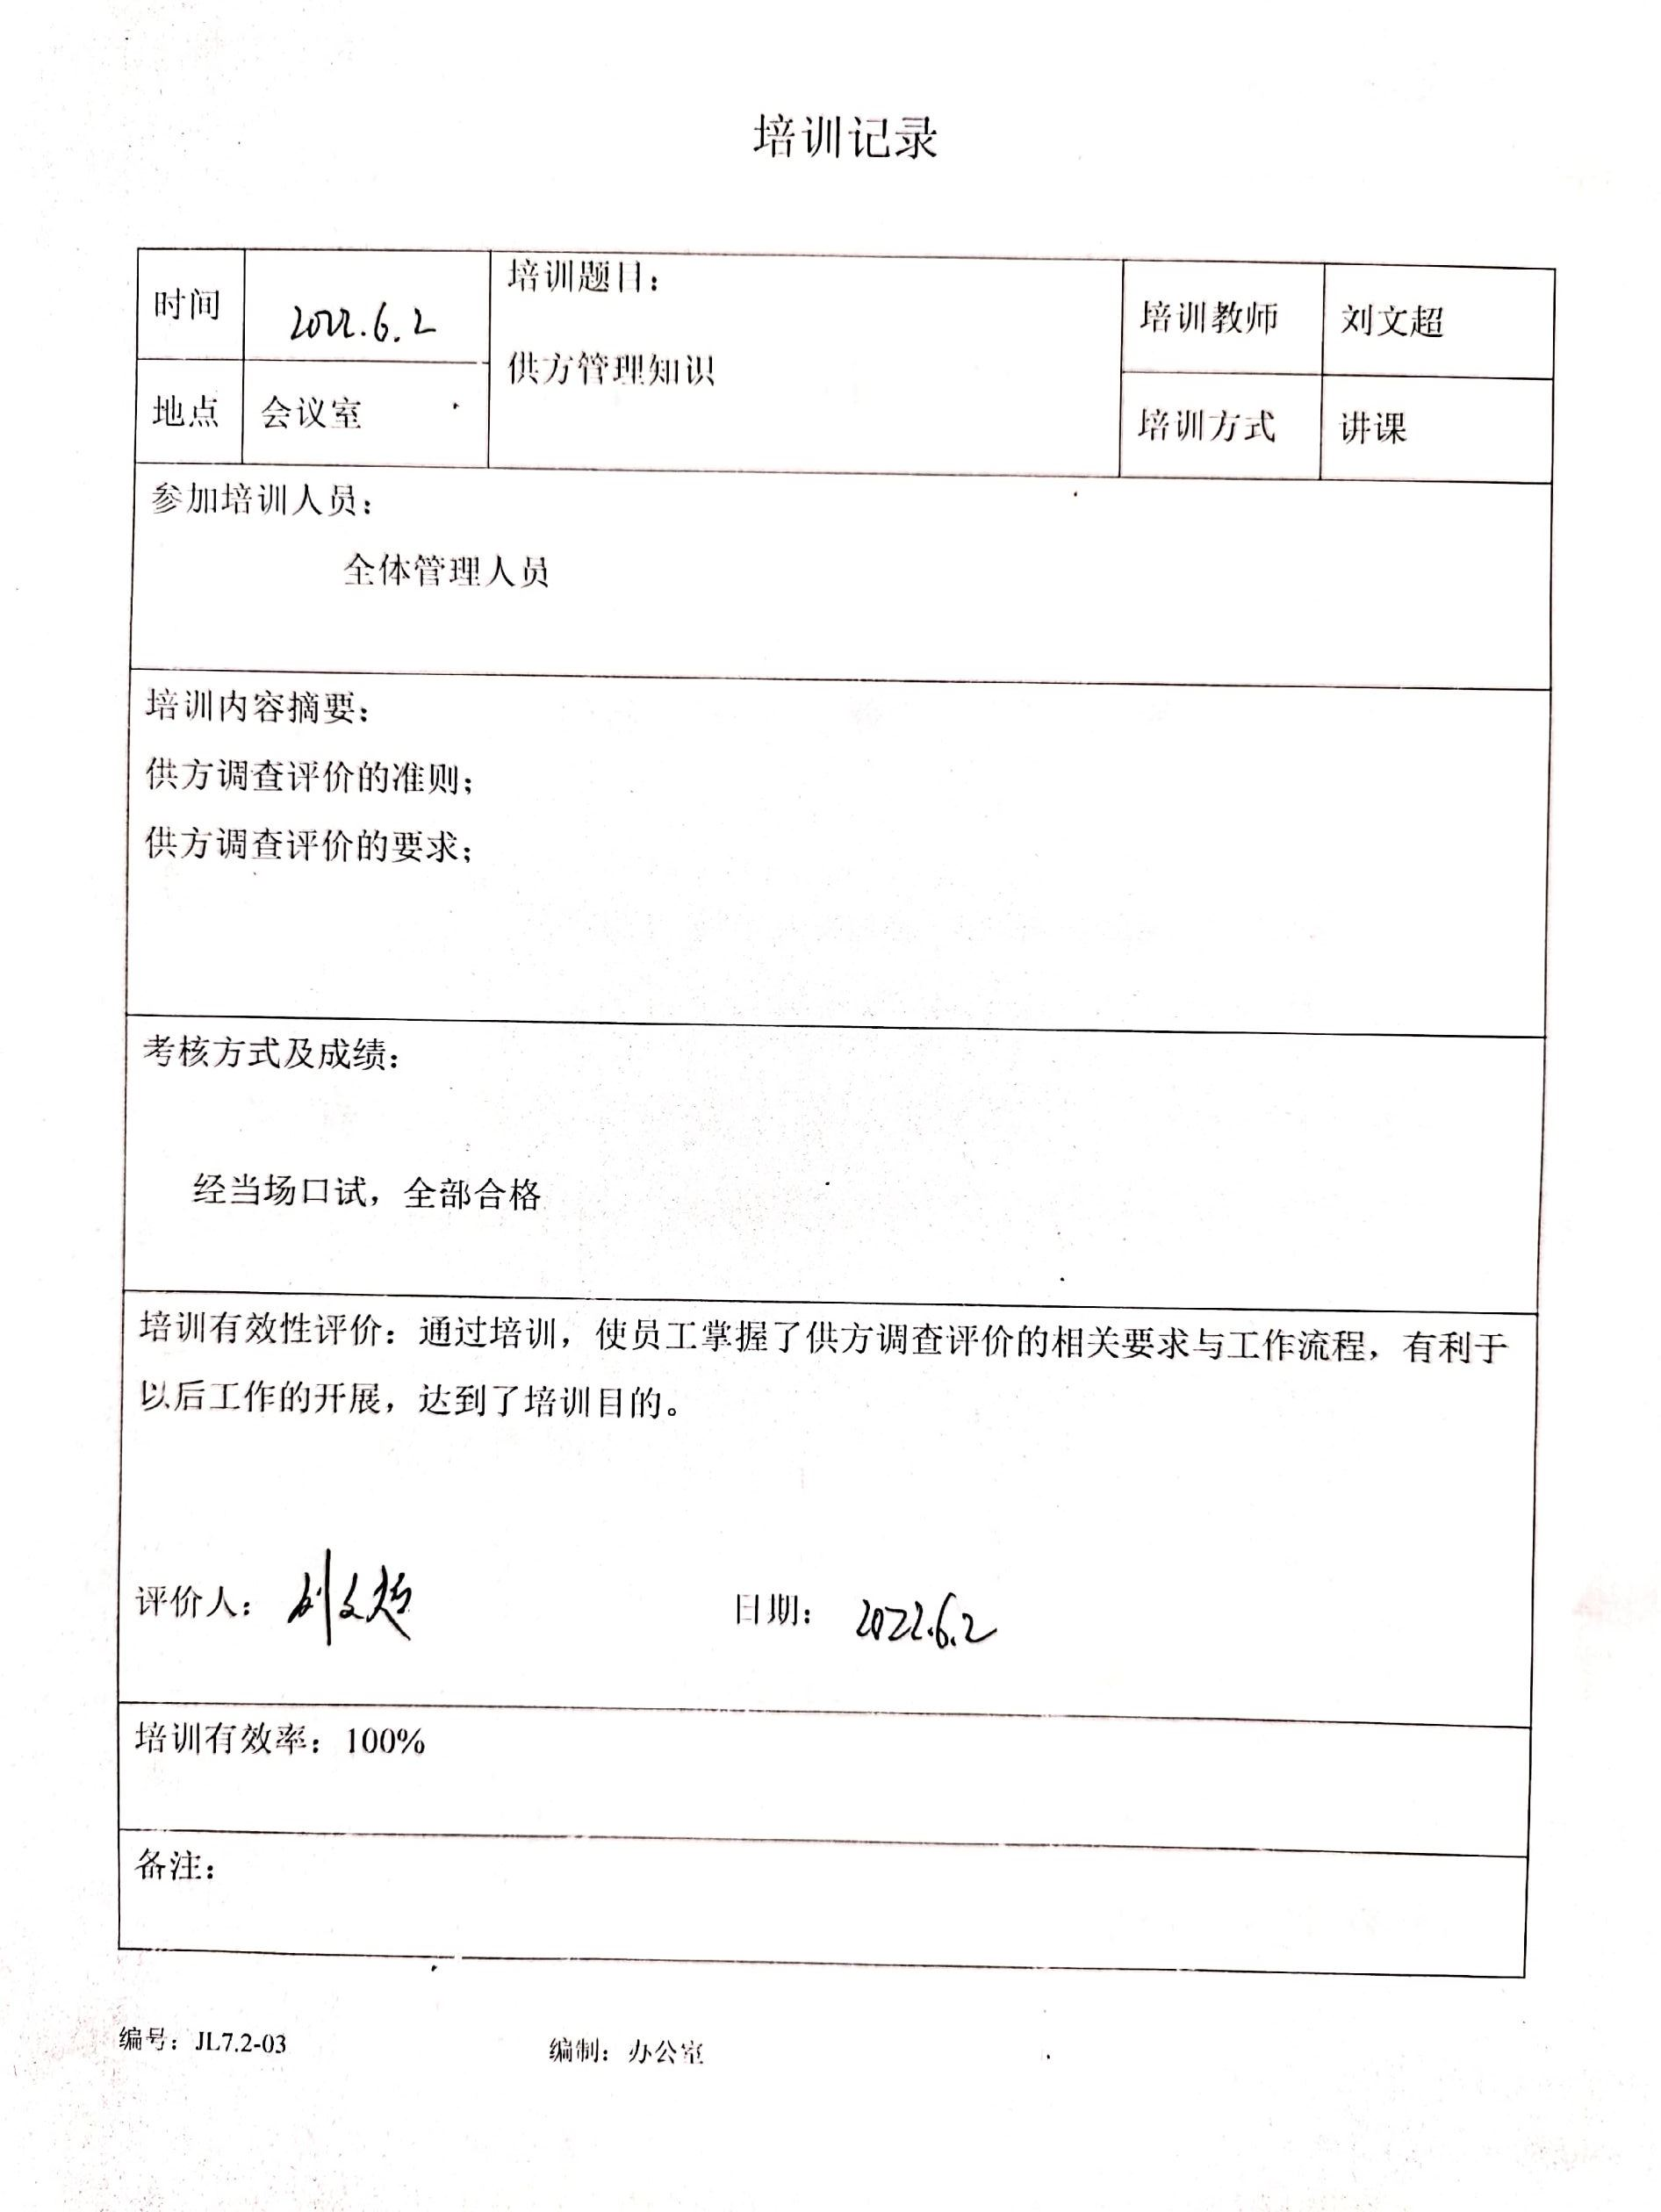 培训记录
时间
2022.6.2
培训题目：
供方管理知识
培训教师
刘文超
地点
会议室
培训方式
讲课
参加培训人员：
全体管理人员
培训内容摘要：
供方调查评价的准则；
供方调查评价的要求；
考核方式及成绩：
经当场口试，全部合格
培训有效性评价：通过培训，使员工掌握了供方调查评价的相关要求与工作流程，有利于
以后工作的开展，达到了培训目的。
评价人： 刘文超 日期： 2022.6.2
培训有效率：100%
备注：
编号：JL7.2-03 编制：办公室